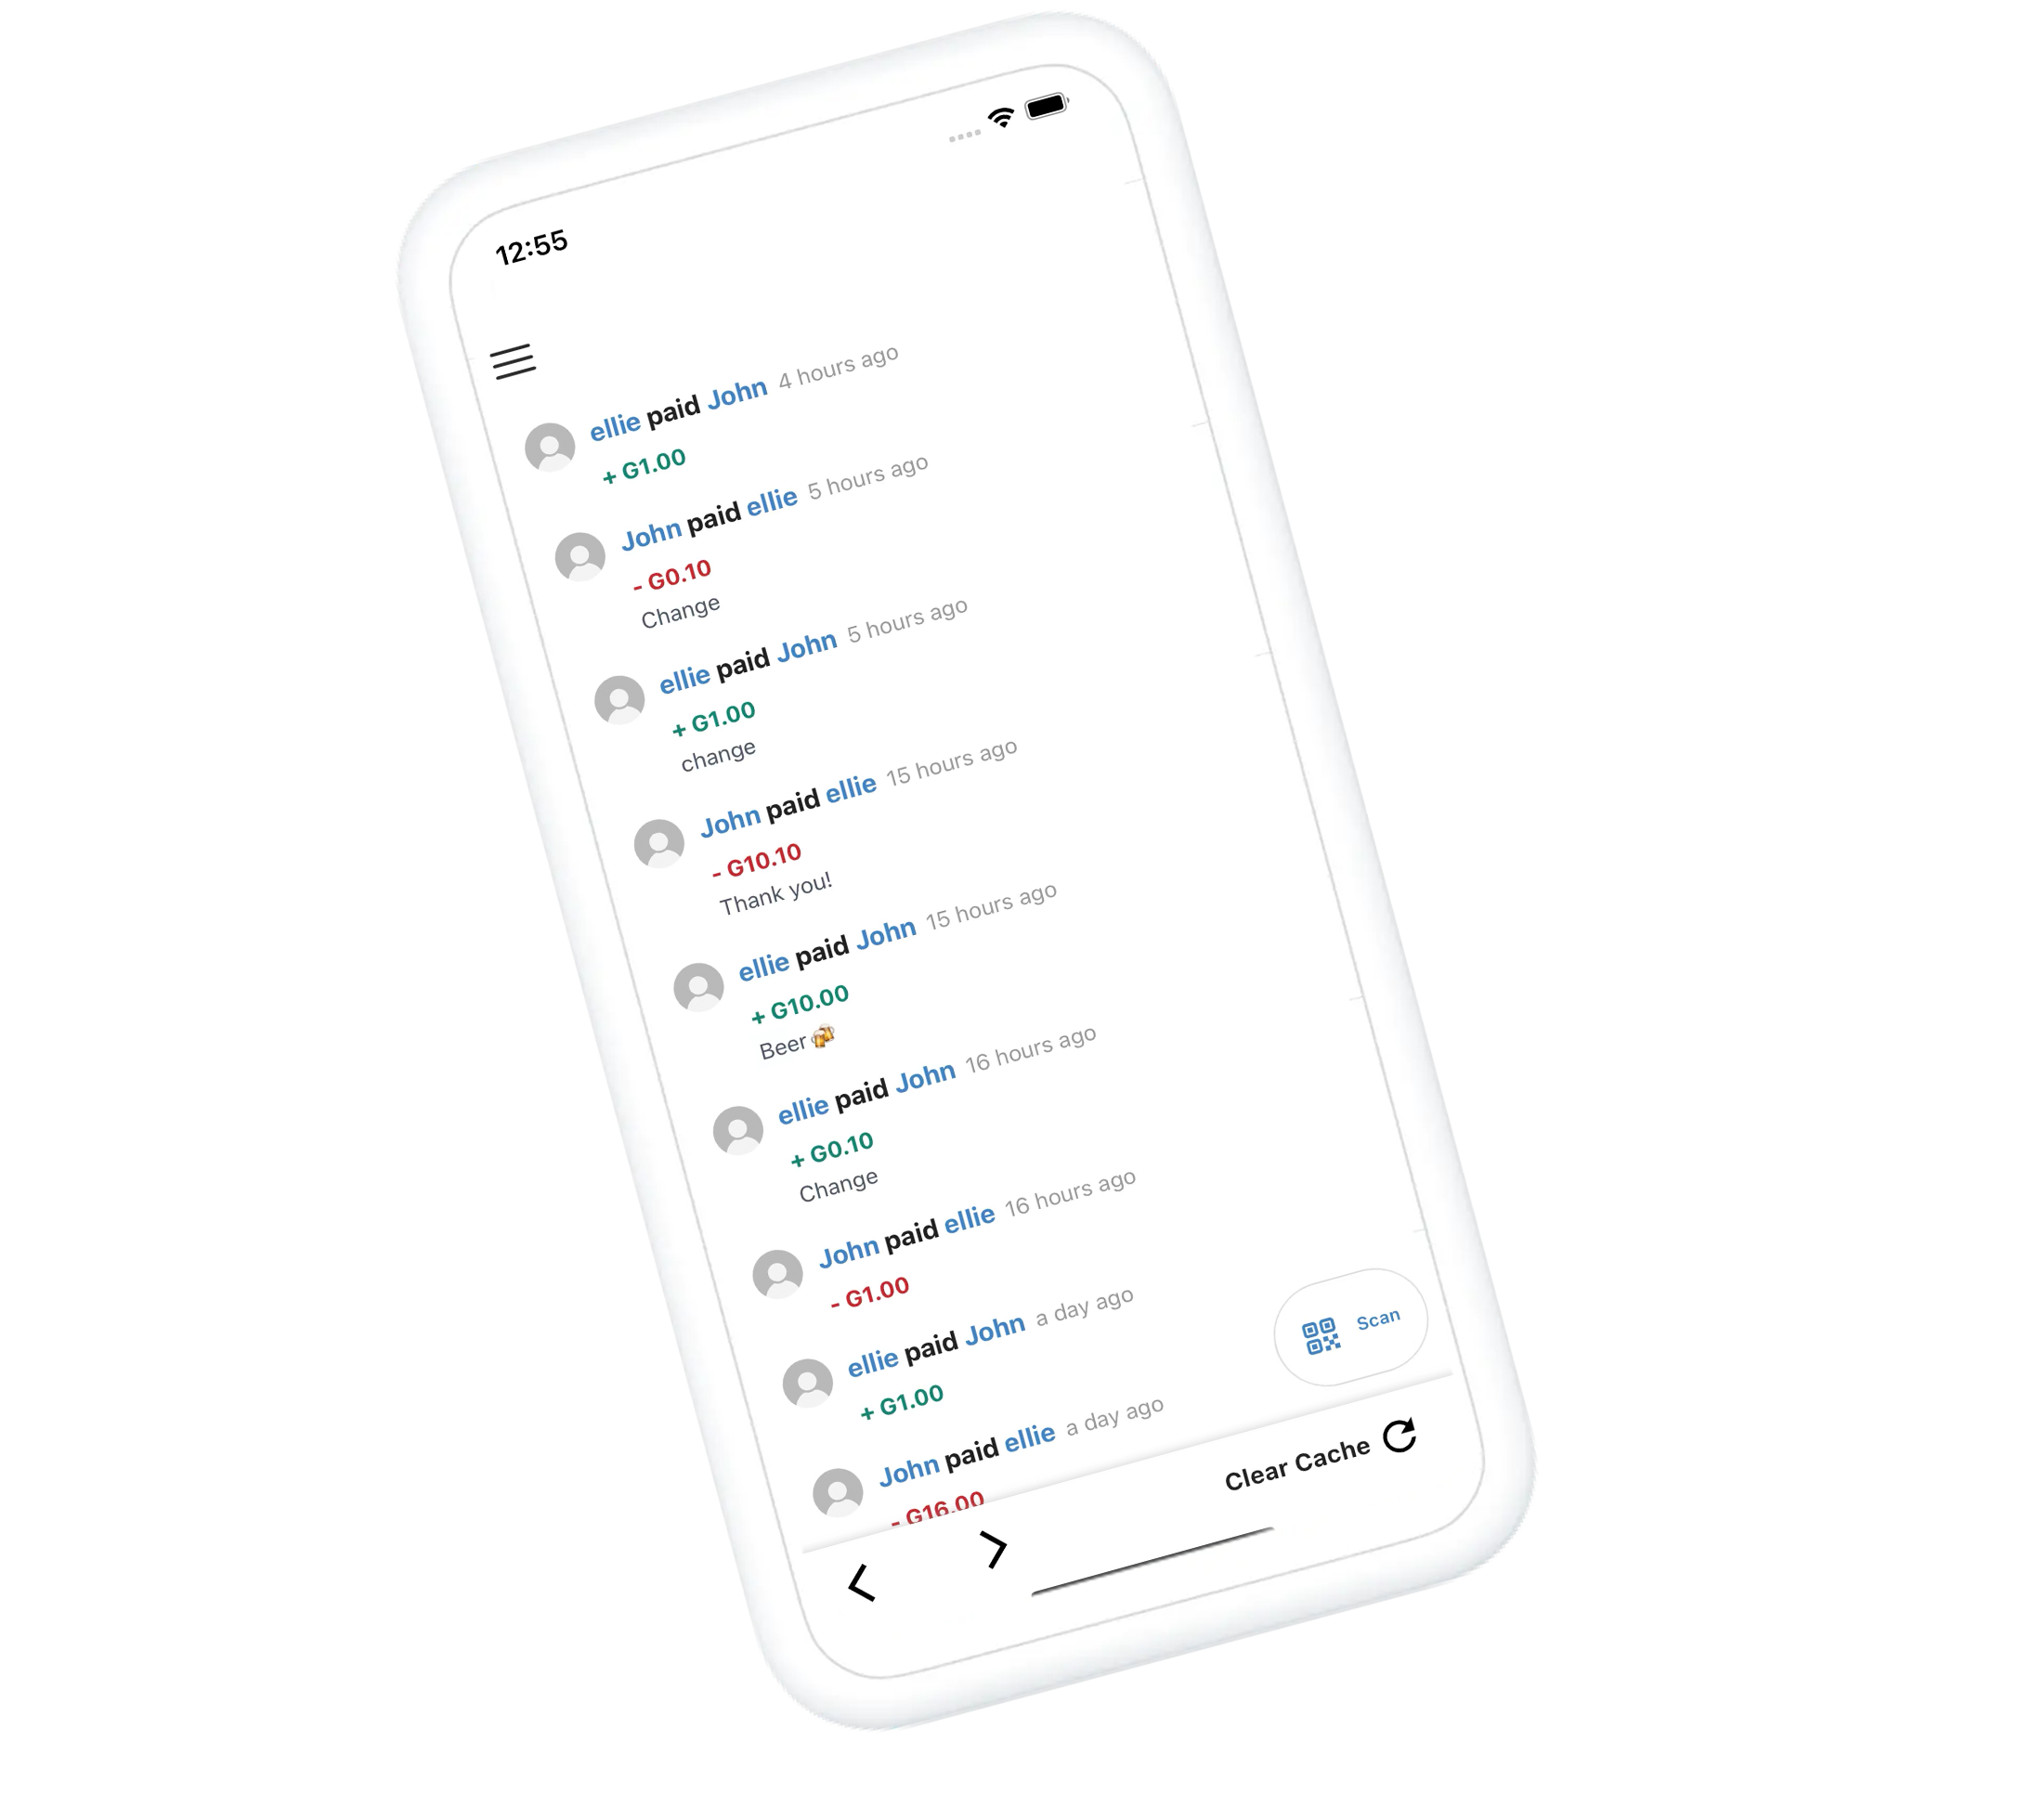 12:55
ellie paid John 4 hours ago
+ G1.00
John paid ellie 5 hours ago
- G0.10
Change
ellie paid John 5 hours ago
+ G1.00
change
John paid ellie 15 hours ago
- G10.10
Thank you!
ellie paid John 15 hours ago
+ G10.00
Beer🍻
ellie paid John 16 hours ago
+ G0.10
Change
John paid ellie 16 hours ago
- G1.00
ellie paid John a day ago
+ G1.00
Scan
John paid ellie a day ago
- G16.00
Clear Cache